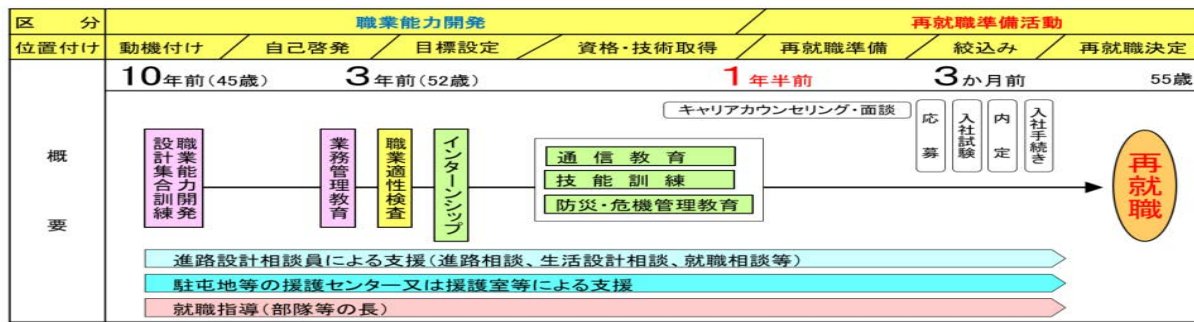 区 分 職業能力開発 再就職準備活動
位置付け 動機付け 自己啓発 目標設定 資格・技術取得 再就職準備 絞込み 再就職決定
10年前(45歳) 3年前(52歳) 1年半前 3か月前 55歳
キャリアカウンセリング・面談
概要
職業能力開発
設計集合訓練
業務管理教育
職業適性検査
インターンシップ
通信教育
技能訓練
防災・危機管理教育
応募
入社試験
内定
入社手続き
再就職
進路設計相談員による支援(進路相談、生活設計相談、就職相談等)
駐屯地等の援護センター又は援護室等による支援
就職指導(部隊等の長)